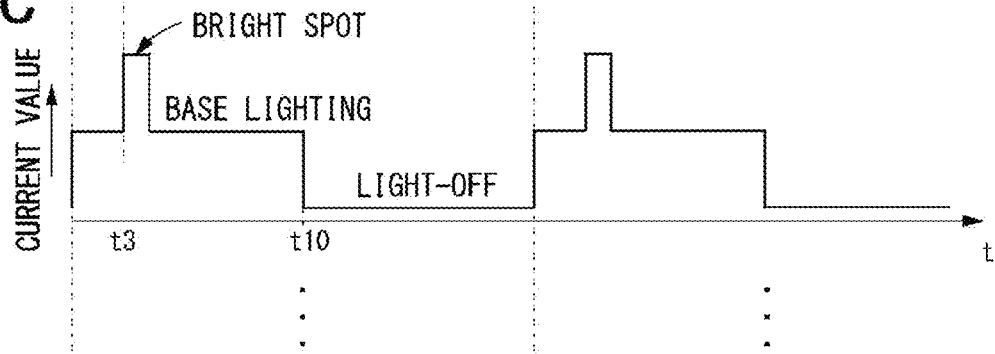 C
BRIGHT SPOT
CURRENT VALUE
BASE LIGHTING
LIGHT-OFF
t3
t10
t